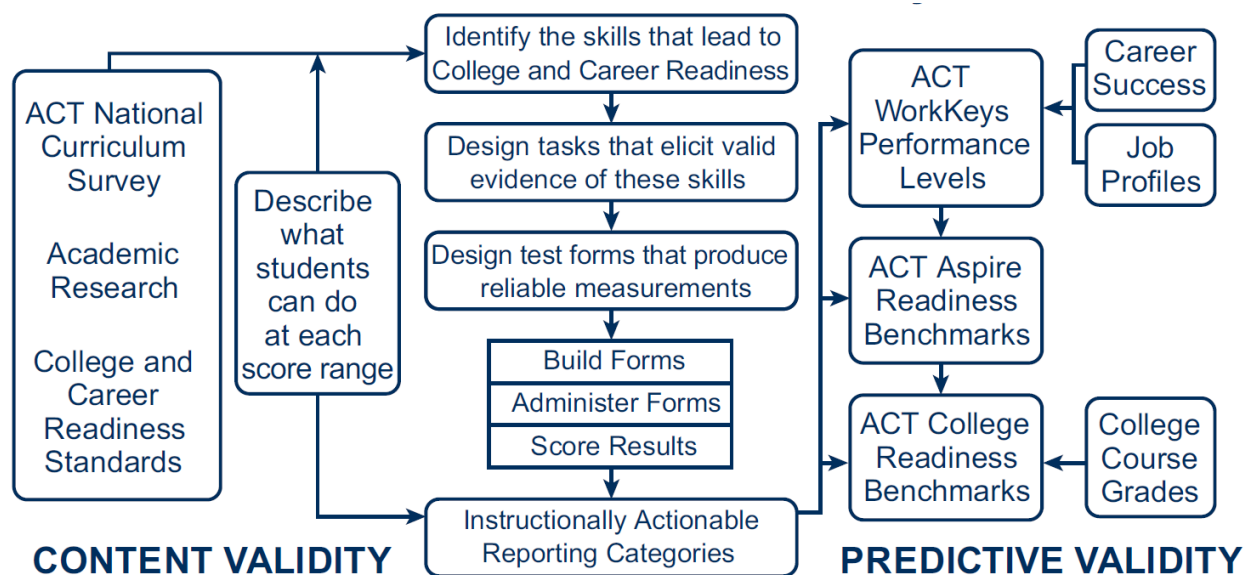 ACT National
Curriculum
Survey
Academic
Research
College and
Career
Readiness
Standards
Describe
what
students
can do
at each
score range
Identify the skills that lead to
College and Career Readiness
Design tasks that elicit valid
evidence of these skills
Design test forms that produce
reliable measurements
Build Forms
Administer Forms
Score Results
Instructionally Actionable
Reporting Categories
ACT
WorkKeys
Performance
Levels
Career
Success
Job
Profiles
ACT Aspire
Readiness
Benchmarks
ACT College
Readiness
Benchmarks
College
Course
Grades
CONTENT VALIDITY
PREDICTIVE VALIDITY